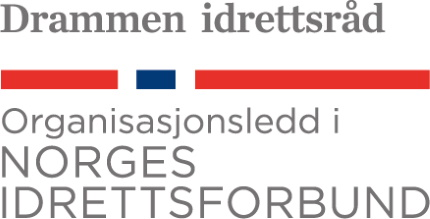 Drammen idrettsråd
Organisasjonsledd i
NORGES
IDRETTSFORBUND